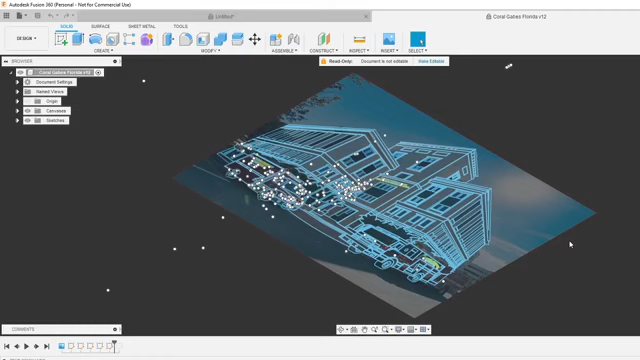 Autodesk Fusion 360 (Personal - Not for Commercial Use)
Untitled*
Coral Gables Florida v12
SOLID SURFACE SHEET METAL
DESIGN
CREATE
MODIFY
ASSEMBLE
CONSTRUCT
INSPECT
INSERT
SELECT
BROWSER
Read-Only: Document is not editable Make Editable
Coral Gables Florida v12
Document Settings
Named Views
Origin
Canvases
Sketches
COMMENTS